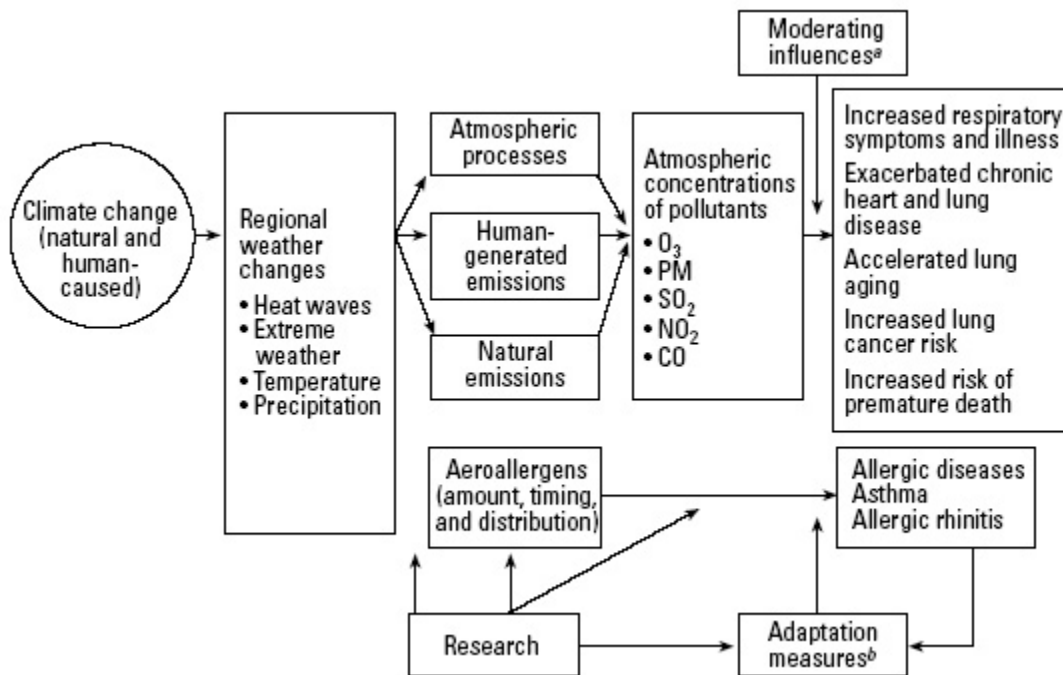 Moderating
influencesᵃ
Climate change
(natural and
human-
caused)
Regional
weather
changes
• Heat waves
• Extreme
weather
• Temperature
• Precipitation
Atmospheric
processes
Human-
generated
emissions
Natural
emissions
Atmospheric
concentrations
of pollutants
• O₃
• PM
• SO₂
• NO₂
• CO
Increased respiratory
symptoms and illness
Exacerbated chronic
heart and lung
disease
Accelerated lung
aging
Increased lung
cancer risk
Increased risk of
premature death
Aeroallergens
(amount, timing,
and distribution)
Allergic diseases
Asthma
Allergic rhinitis
Research
Adaptation
measuresᵇ